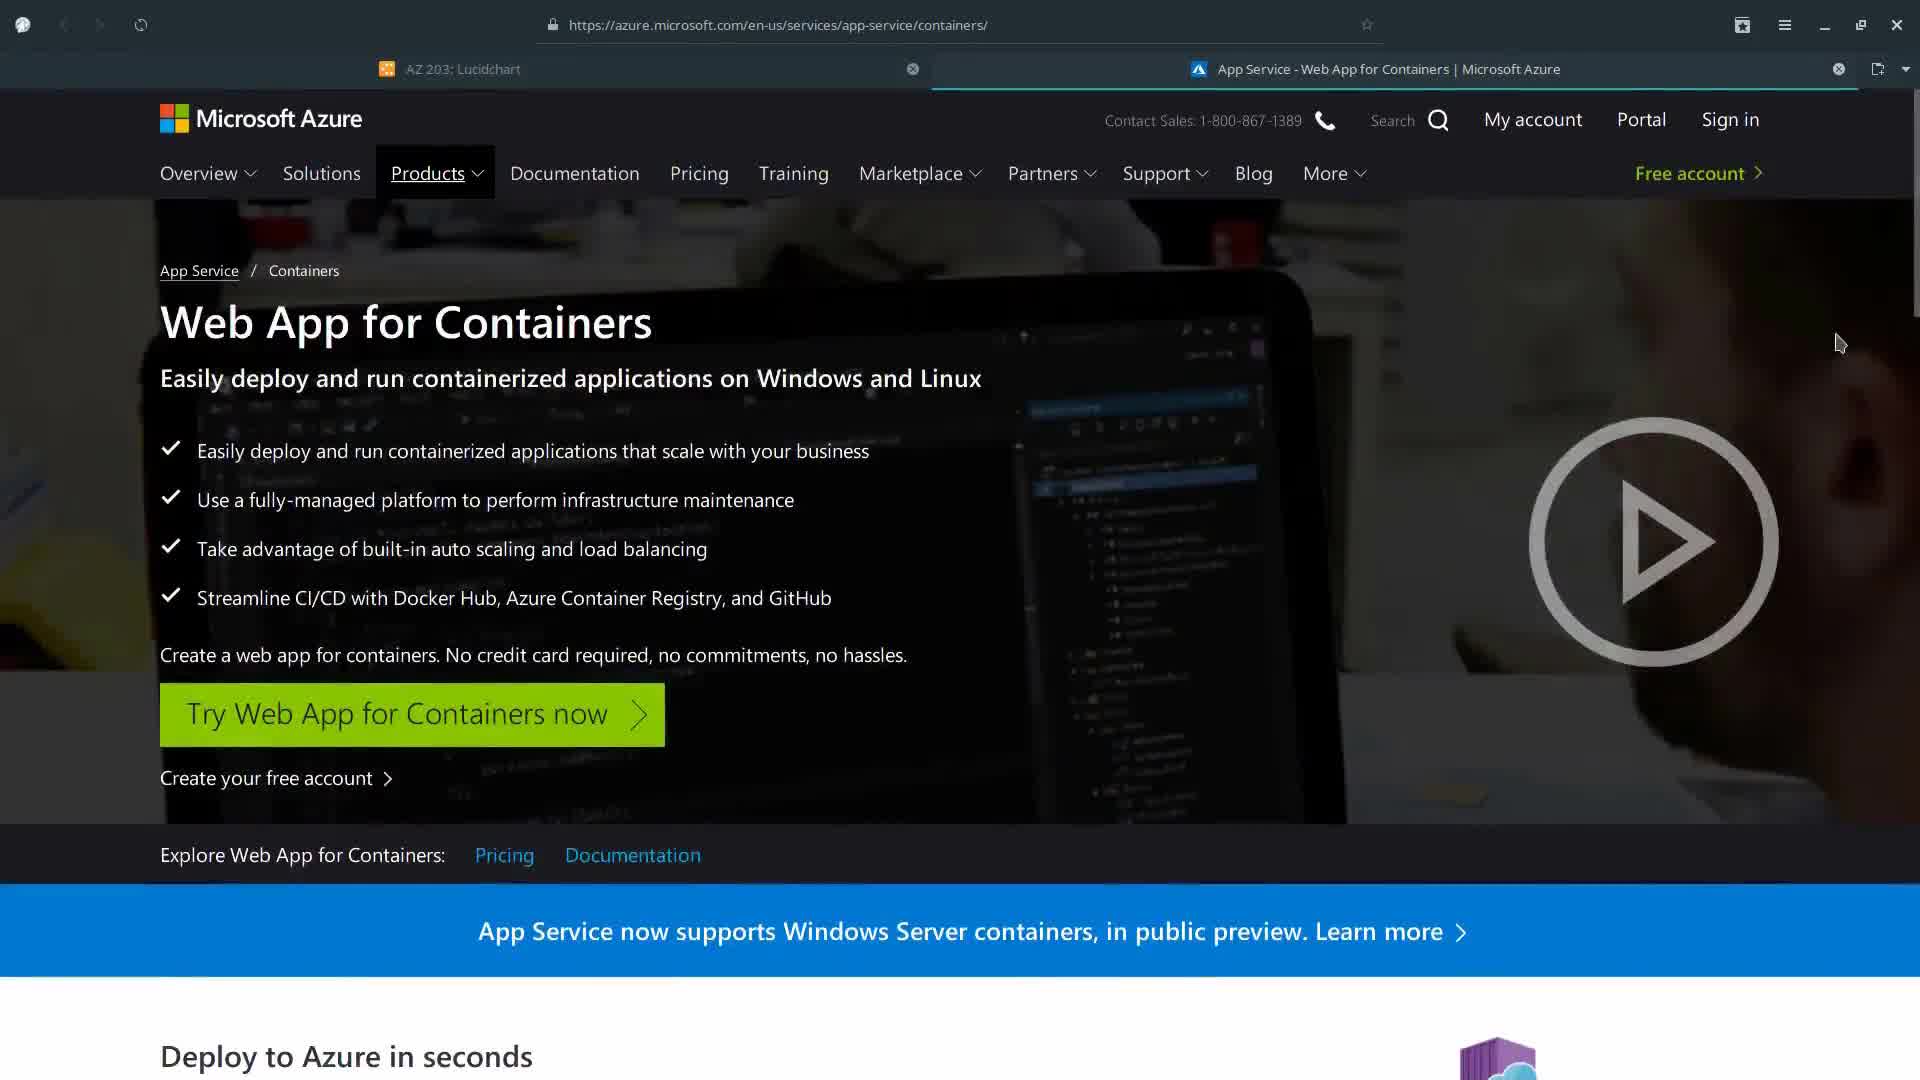 https://azure.microsoft.com/en-us/services/app-service/containers/
AZ 203: Lucidchart
App Service - Web App for Containers | Microsoft Azure
Microsoft Azure
Contact Sales: 1-800-867-1389
Search
My account
Portal
Sign in
Overview
Solutions
Products
Documentation
Pricing
Training
Marketplace
Partners
Support
Blog
More
Free account
App Service / Containers
Web App for Containers
Easily deploy and run containerized applications on Windows and Linux
Easily deploy and run containerized applications that scale with your business
Use a fully-managed platform to perform infrastructure maintenance
Take advantage of built-in auto scaling and load balancing
Streamline CI/CD with Docker Hub, Azure Container Registry, and GitHub
Create a web app for containers. No credit card required, no commitments, no hassles.
Try Web App for Containers now
Create your free account
Explore Web App for Containers: Pricing Documentation
App Service now supports Windows Server containers, in public preview. Learn more
Deploy to Azure in seconds